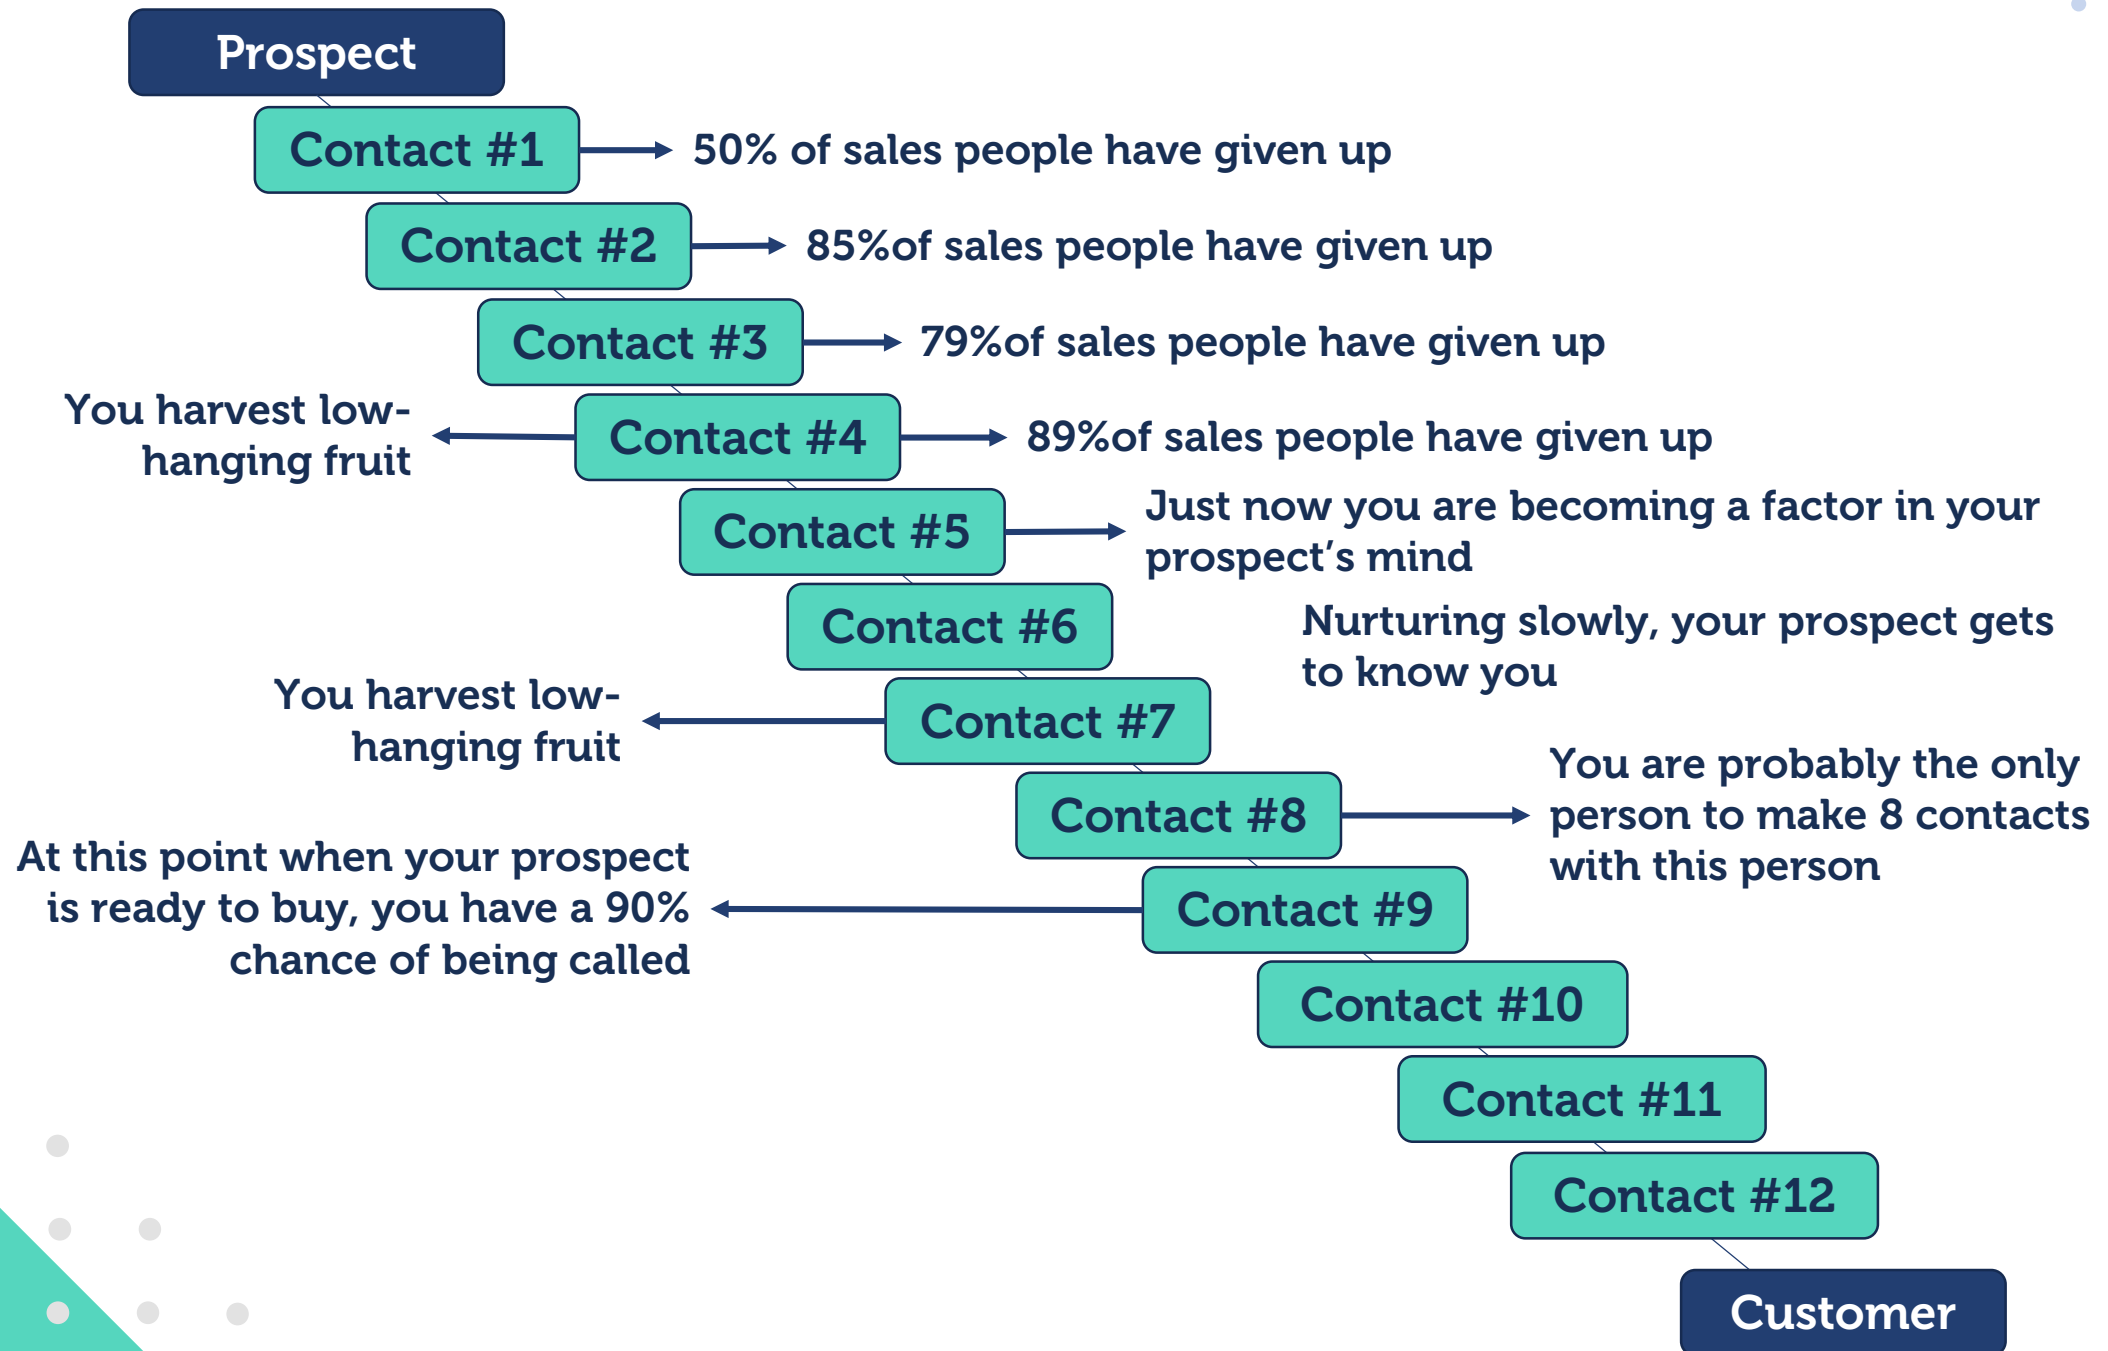 Prospect
Contact #1
50% of sales people have given up
Contact #2
85%of sales people have given up
Contact #3
79%of sales people have given up
You harvest low-
hanging fruit
Contact #4
89%of sales people have given up
Contact #5
Just now you are becoming a factor in your
prospect’s mind
Contact #6
Nurturing slowly, your prospect gets
to know you
You harvest low-
hanging fruit
Contact #7
Contact #8
You are probably the only
person to make 8 contacts
with this person
At this point when your prospect
is ready to buy, you have a 90%
chance of being called
Contact #9
Contact #10
Contact #11
Contact #12
Customer